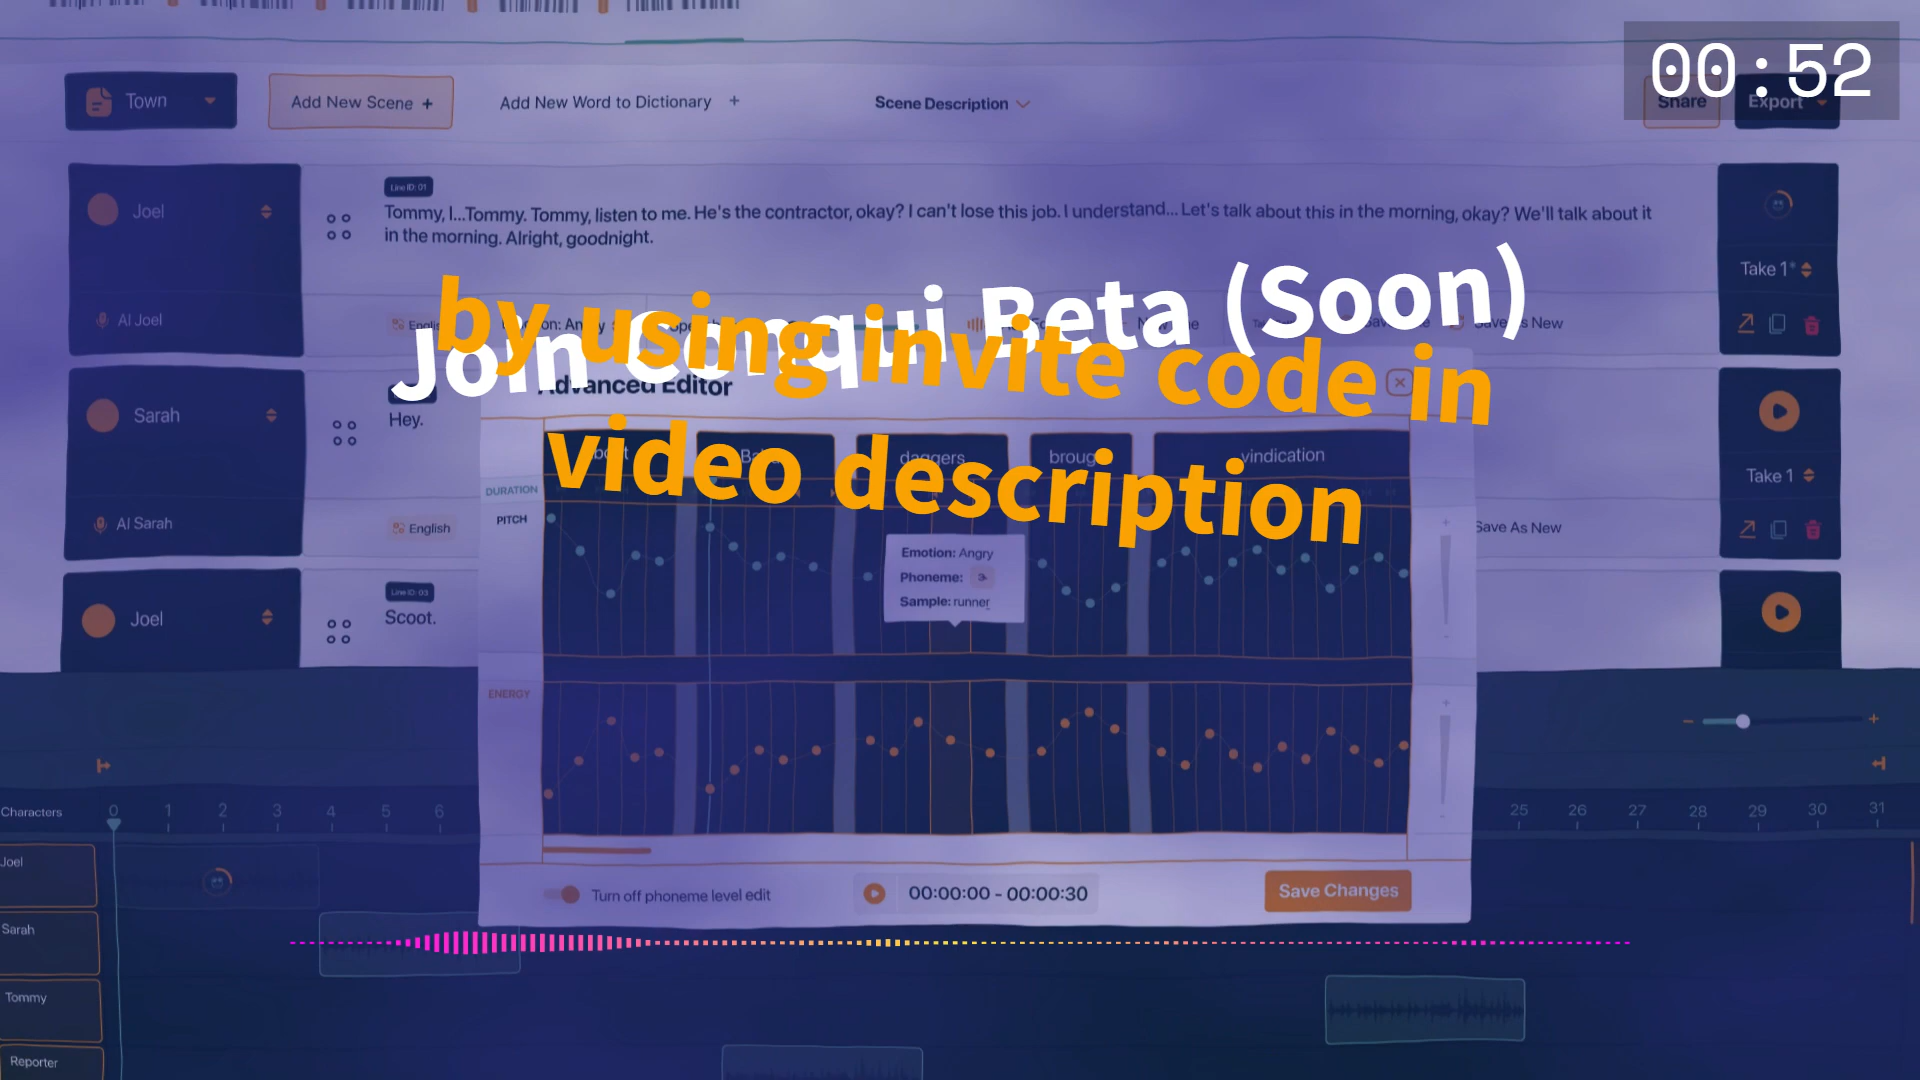 00:52
Town
Add New Scene +
Add New Word to Dictionary +
Scene Description
Share
Export
Joel
Line ID: 01
Tommy, I...Tommy. Tommy, listen to me. He's the contractor, okay? I can't lose this job. I understand... Let's talk about this in the morning, okay? We'll talk about it
in the morning. Alright, goodnight.
Take 1*
AI Joel
Join Conqui Beta (Soon)
by using invite code in
video description
Advanced Editor
Sarah
Hey.
daggers
vindication
DURATION
PITCH
Take 1
AI Sarah
English
Save As New
Emotion: Angry
Phoneme:
Sample: runner
Joel
Line ID: 03
Scoot.
ENERGY
Characters 0 1 2 3 4 5 6
25 26 27 28 29 30 31
Joel
Turn off phoneme level edit
00:00:00 - 00:00:30
Save Changes
Sarah
Tommy
Reporter